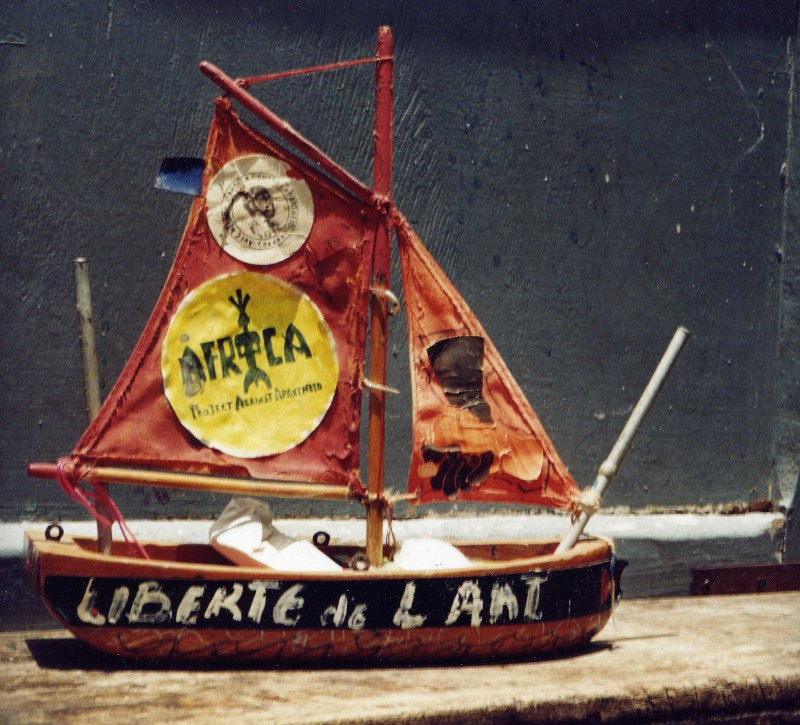 AFRICA
PROJECT AGAINST APARTHEID
LIBERTE de L ART